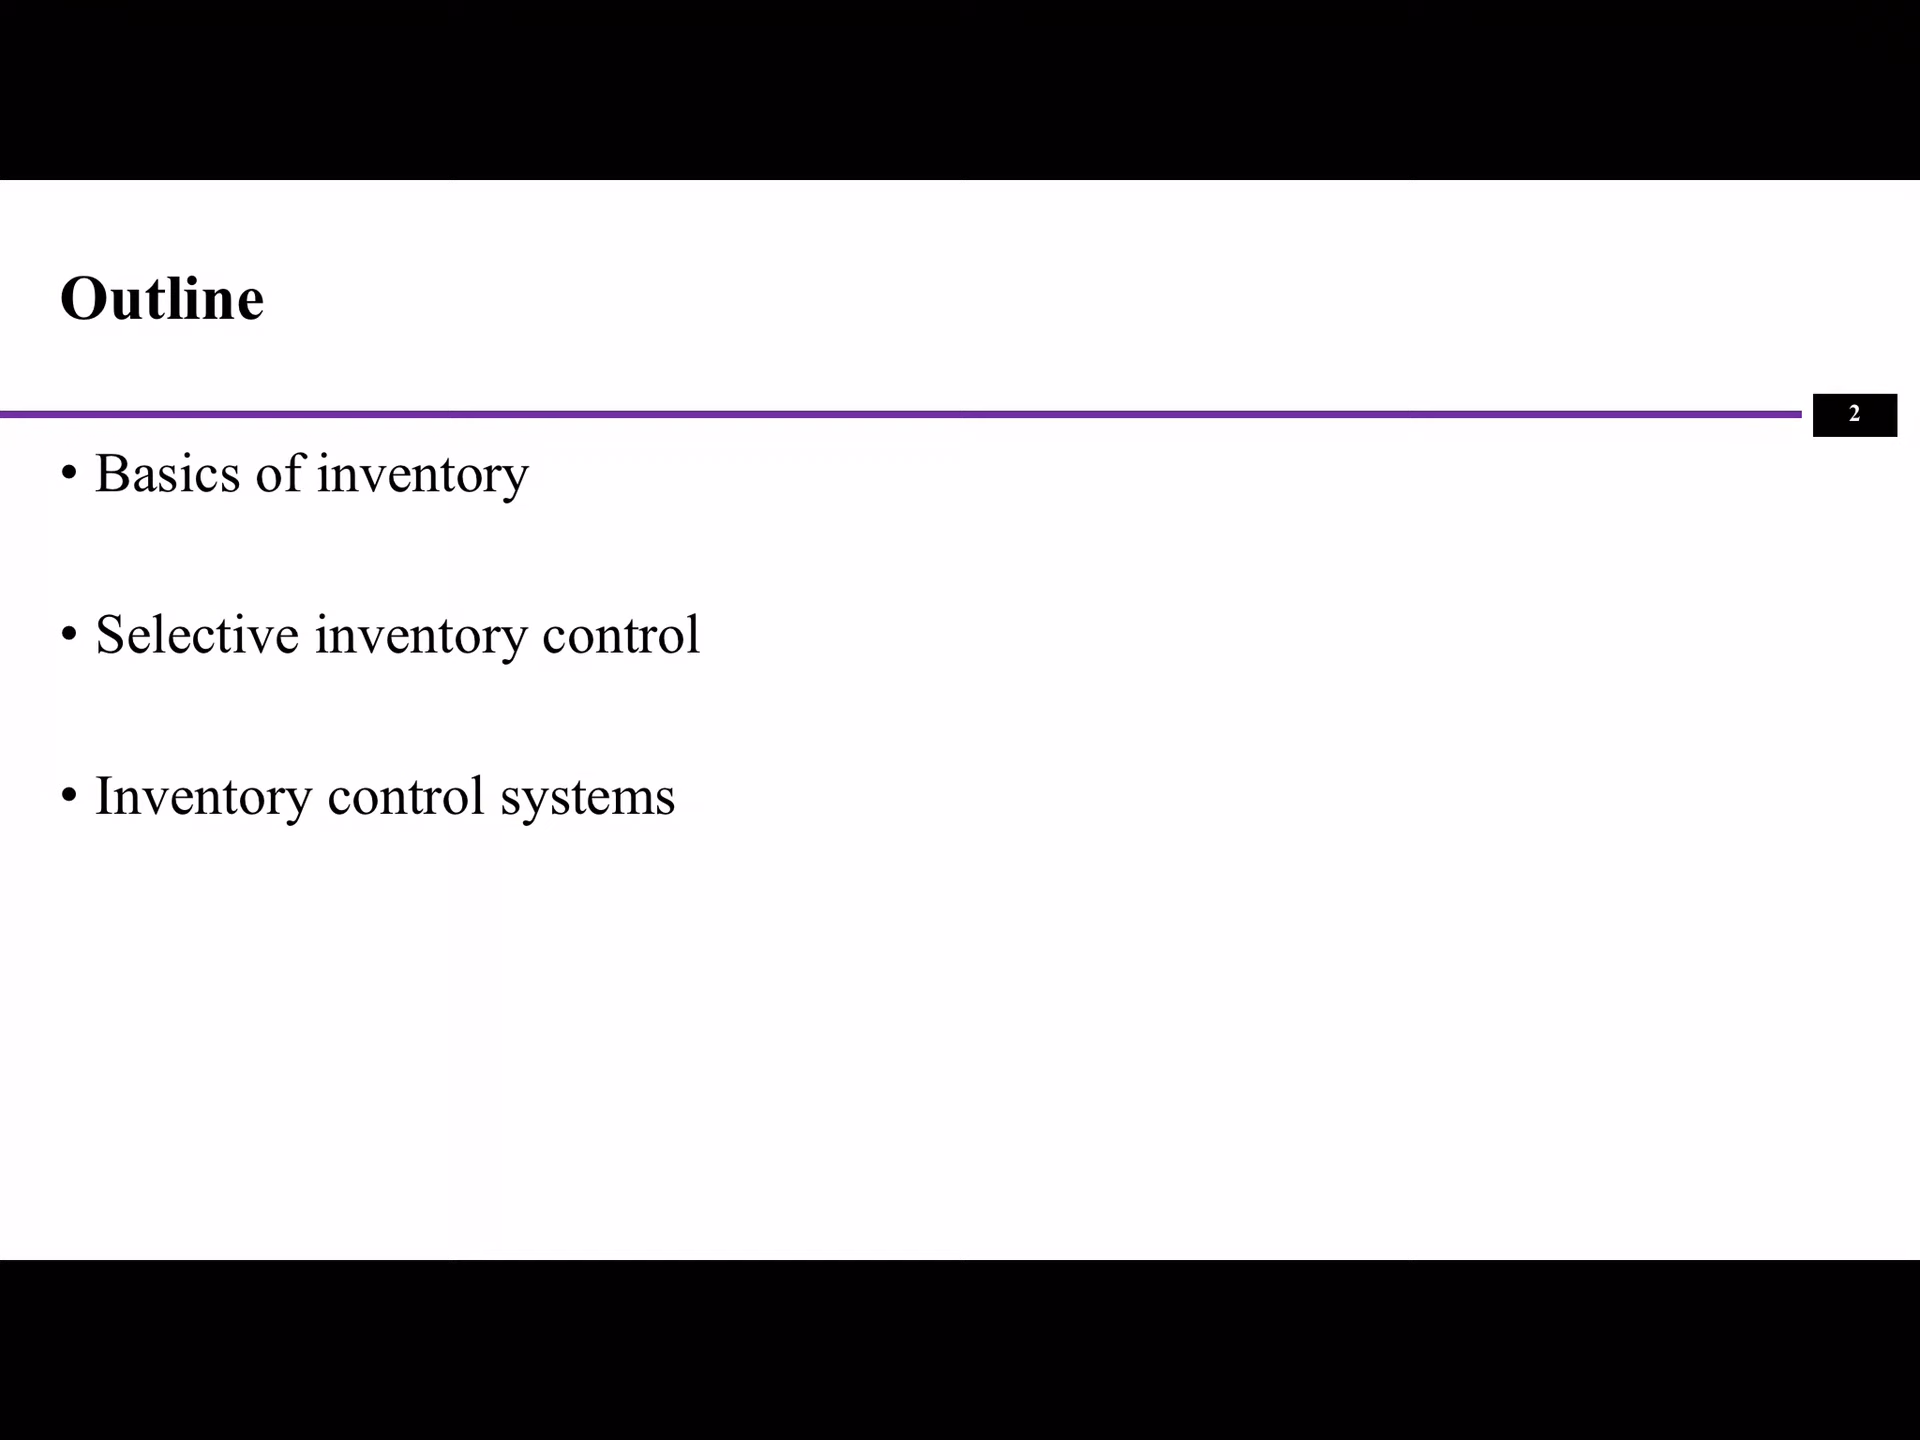 Outline
2
• Basics of inventory
• Selective inventory control
• Inventory control systems